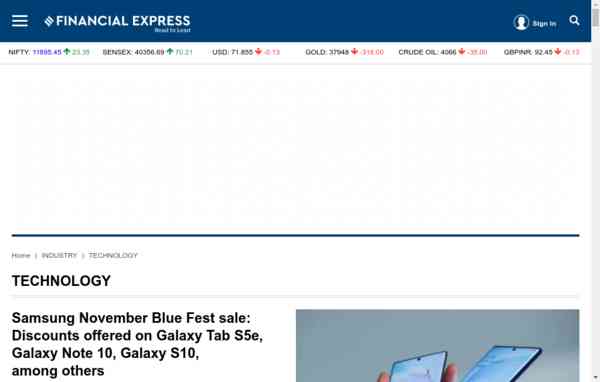 FINANCIAL EXPRESS
Read to Lead
Sign In
NIFTY: 11895.45 23.35 SENSEX: 40356.69 70.21 USD: 71.855 -0.13 GOLD: 37948 -318.00 CRUDE OIL: 4066 -35.00 GBPINR: 92.45 -0.13
Home | INDUSTRY | TECHNOLOGY
TECHNOLOGY
Samsung November Blue Fest sale:
Discounts offered on Galaxy Tab S5e,
Galaxy Note 10, Galaxy S10,
among others